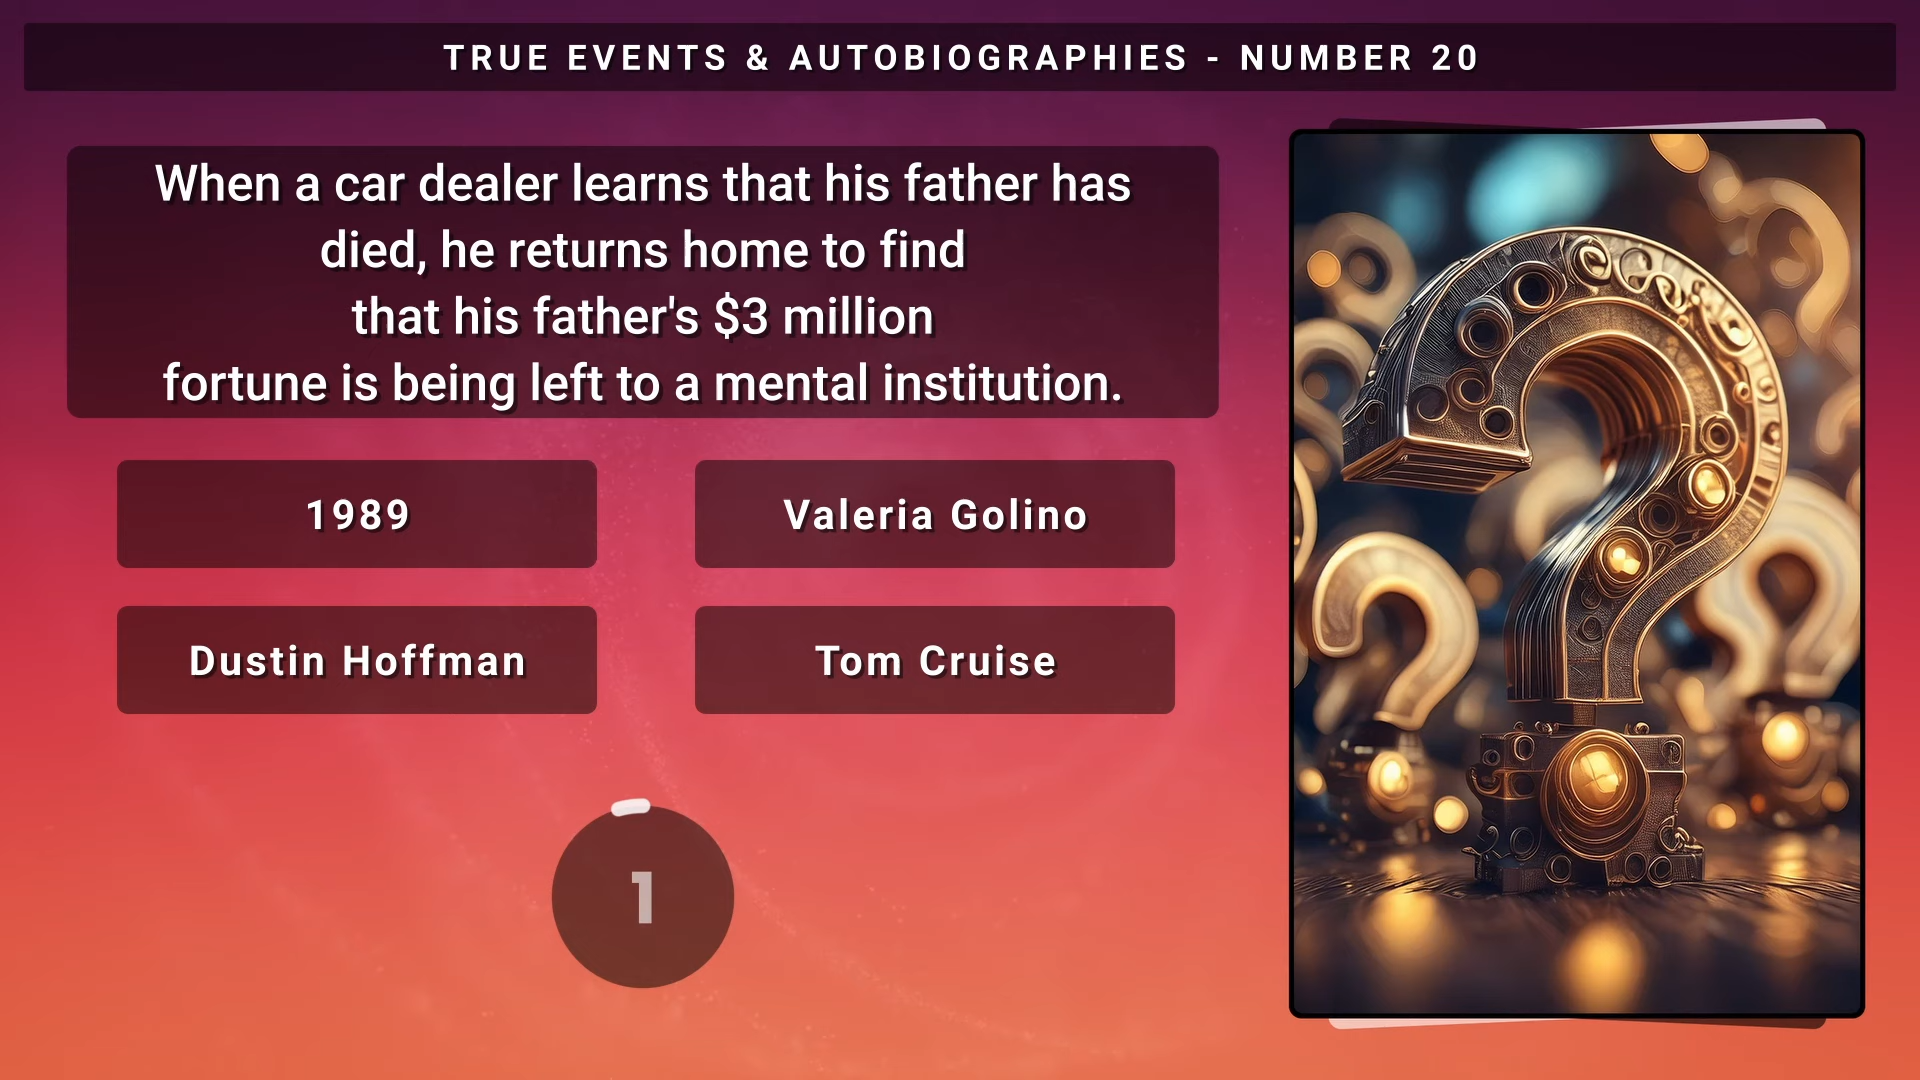 TRUE EVENTS & AUTOBIOGRAPHIES - NUMBER 20
When a car dealer learns that his father has
died, he returns home to find
that his father's $3 million
fortune is being left to a mental institution.
1989
Valeria Golino
Dustin Hoffman
Tom Cruise
1